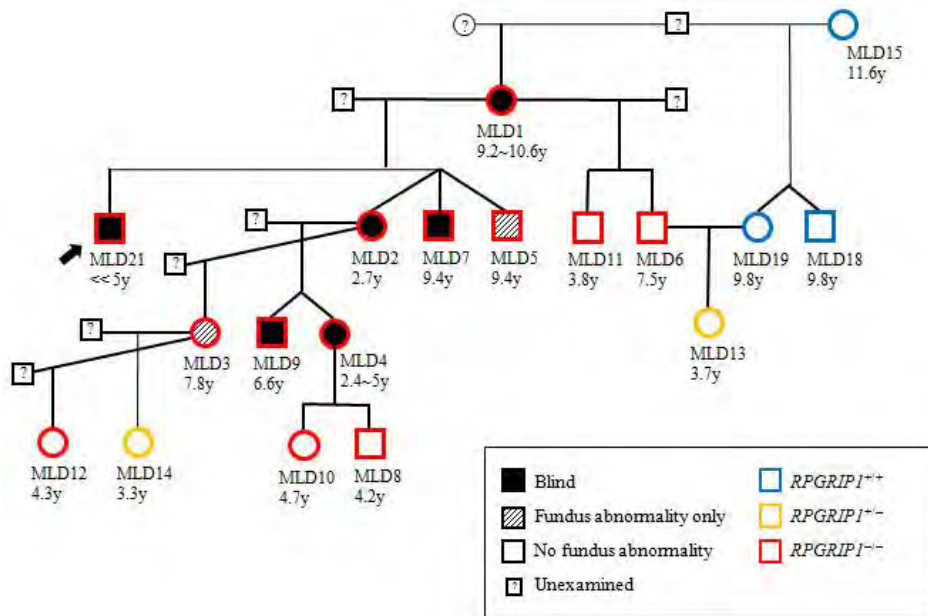 ? ?
MLD15
11.6y
? ?
MLD1
9.2~10.6y
?
MLD21
<< 5y
?
MLD2
2.7y
MLD7
9.4y
MLD5
9.4y
MLD11
3.8y
MLD6
7.5y
MLD19
9.8y
MLD18
9.8y
?
?
MLD3
7.8y
MLD9
6.6y
MLD4
2.4~5y
MLD13
3.7y
MLD12
4.3y
MLD14
3.3y
MLD10
4.7y
MLD8
4.2y
Blind
RPGRIP1+/+
Fundus abnormality only
RPGRIP1+/−
No fundus abnormality
RPGRIP1−/−
? Unexamined